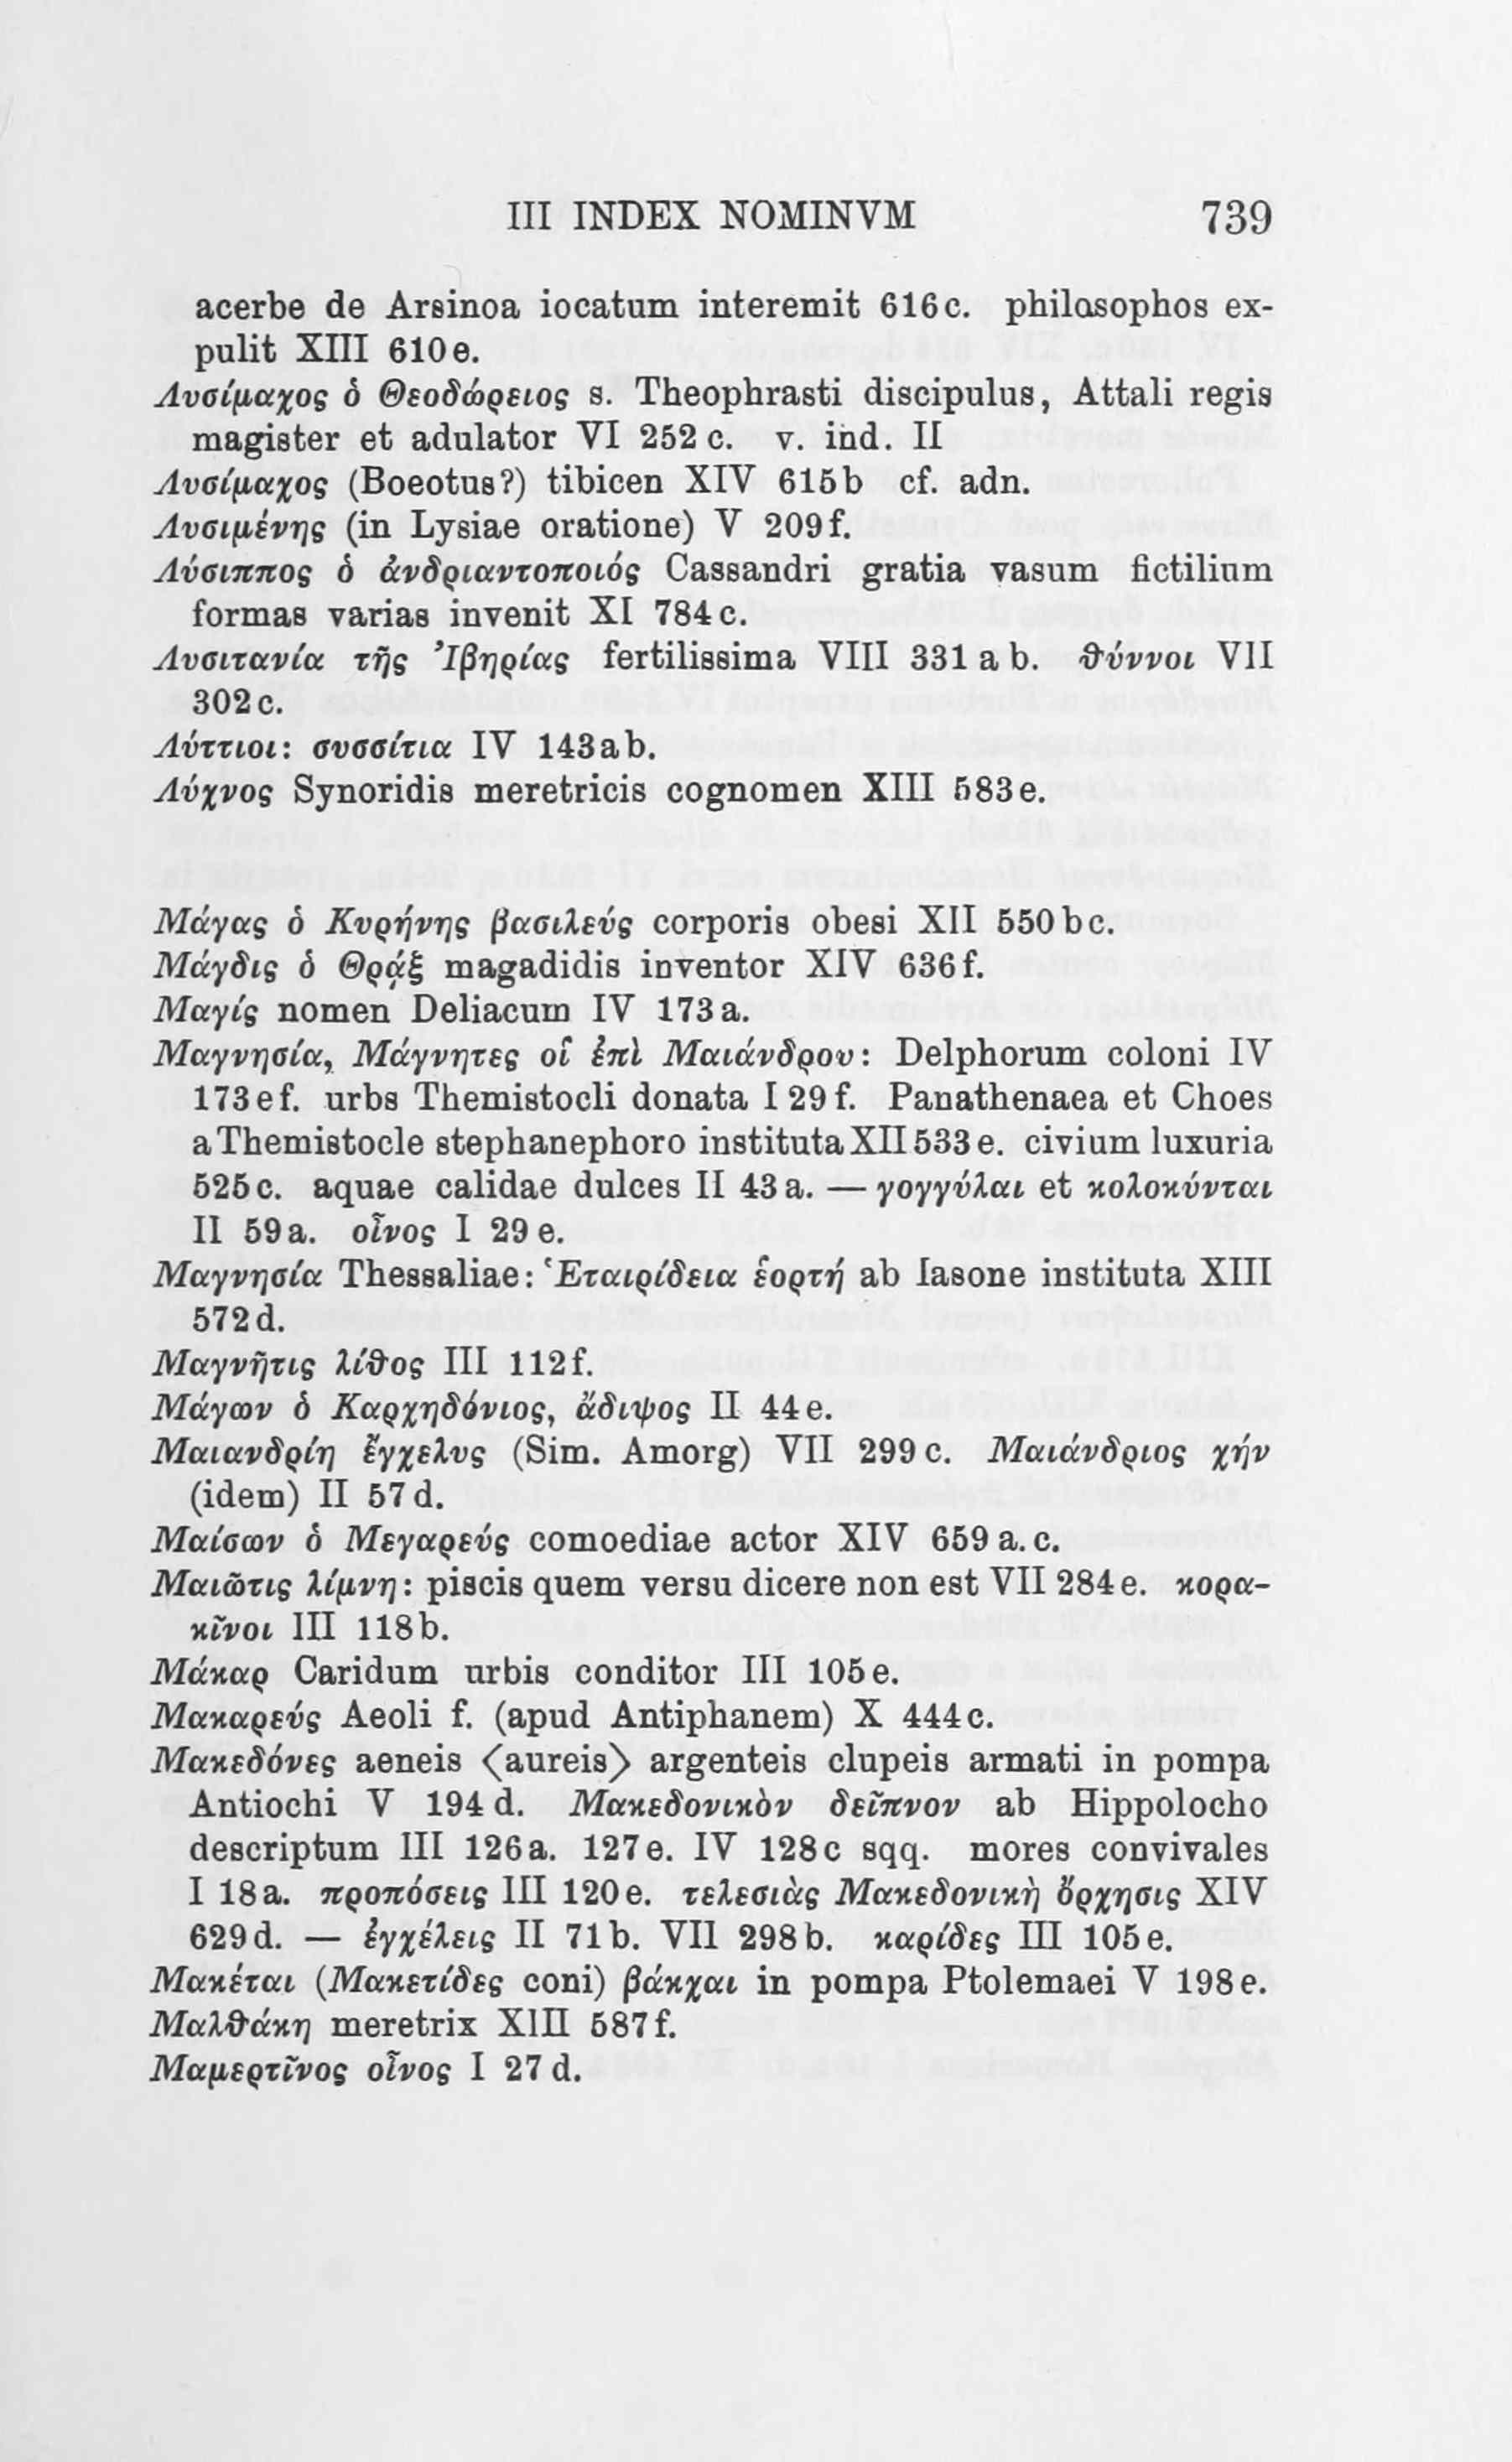 III INDEX NOMINVM 739
acerbe de Arsinoa iocatum interemit 616c. philosophos ex-
pulit XIII 610e.
Λυσίμαχος ὁ Θεοδώρειος s. Theophrasti discipulus, Attali regis
magister et adulator VI 252c. v. ind. II
Λυσίμαχος (Boeotus?) tibicen XIV 615b cf. adn.
Λυσιμένης (in Lysiae oratione) V 209f.
Λύσιππος ὁ ἀνδριαντοποιός Cassandri gratia vasum fictilium
formas varias invenit XI 784c.
Λυσιτανία τῆς Ἰβηρίας fertilissima VIII 331ab. θύννοι VII
302c.
Λύττιοι: συσσίτια IV 143ab.
Λύχνος Synoridis meretricis cognomen XIII 583e.
Μάγας ὁ Κυρήνης βασιλεύς corporis obesi XII 550bc.
Μάγδις ὁ Θρᾴξ magadidis inventor XIV 636f.
Μαγίς nomen Deliacum IV 173a.
Μαγνησία, Μάγνητες οἱ ἐπὶ Μαιάνδρου: Delphorum coloni IV
173ef. urbs Themistocli donata I 29f. Panathenaea et Choes
a Themistocle stephanephoro instituta XII 533e. civium luxuria
525c. aquae calidae dulces II 43a. — γογγύλαι et κολοκύνται
II 59a. οἶνος I 29e.
Μαγνησία Thessaliae: Ἑταιρίδεια ἑορτή ab Iasone instituta XIII
572d.
Μαγνῆτις λίθος III 112f.
Μάγων ὁ Καρχηδόνιος, ἄδιψος II 44e.
Μαιανδρίη ἔγχελυς (Sim. Amorg) VII 299c. Μαιάνδριος χήν
(idem) II 57d.
Μαίσων ὁ Μεγαρεύς comoediae actor XIV 659a.c.
Μαιῶτις λίμνη: piscis quem versu dicere non est VII 284e. κορα-
κῖνοι III 118b.
Μάκαρ Caridum urbis conditor III 105e.
Μακαρεύς Aeoli f. (apud Antiphanem) X 444c.
Μακεδόνες aeneis ⟨aureis⟩ argenteis clupeis armati in pompa
Antiochi V 194d. Μακεδονικὸν δεῖπνον ab Hippolocho
descriptum III 126a. 127e. IV 128c sqq. mores convivales
I 18a. προπόσεις III 120e. τελεσιὰς Μακεδονικὴ ὄρχησις XIV
629d. — ἐγχέλεις II 71b. VII 298b. καρίδες III 105e.
Μακέται (Μακετίδες coni) βάκχαι in pompa Ptolemaei V 198e.
Μαλθάκη meretrix XIII 587f.
Μαμερτῖνος οἶνος I 27d.